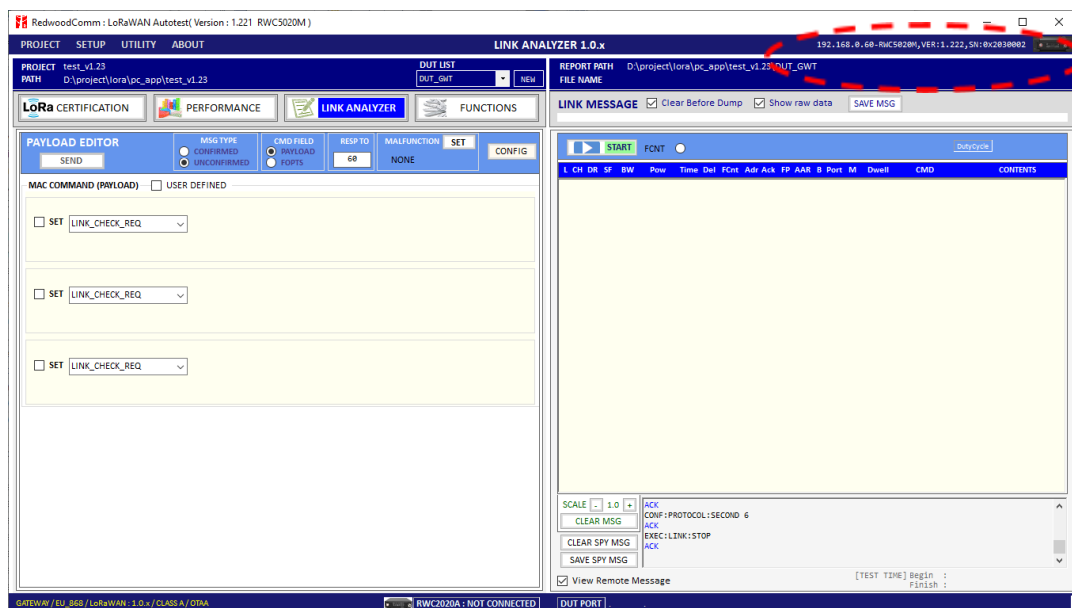 RedwoodComm : LoRaWAN Autotest( Version : 1.221 RWC5020M )
PROJECT SETUP UTILITY ABOUT
LINK ANALYZER 1.0.x
192.168.0.60-RWC5020M,VER:1.222,SN:0x2030002
PROJECT test_v1.23
PATH D:\project\lora\pc_app\test_v1.23
DUT LIST
DUT_GWT NEW
REPORT PATH D:\project\lora\pc_app\test_v1.23\DUT_GWT
FILE NAME
LoRa CERTIFICATION PERFORMANCE LINK ANALYZER FUNCTIONS
LINK MESSAGE Clear Before Dump Show raw data SAVE MSG
PAYLOAD EDITOR
SEND
MSG TYPE
CONFIRMED
UNCONFIRMED
CMD FIELD
PAYLOAD
FOPTS
RESP TO
60
MALFUNCTION SET
NONE
CONFIG
START FCNT DutyCycle
L CH DR SF BW Pow Time Del FCnt Adr Ack FP AAR B Port M Dwell CMD CONTENTS
MAC COMMAND (PAYLOAD) USER DEFINED
SET LINK_CHECK_REQ
SET LINK_CHECK_REQ
SET LINK_CHECK_REQ
SCALE - 1.0 +
CLEAR MSG
CLEAR SPY MSG
SAVE SPY MSG
ACK
CONF:PROTOCOL:SECOND 6
ACK
EXEC:LINK:STOP
ACK
View Remote Message
[TEST TIME] Begin :
Finish :
GATEWAY / EU_868 / LoRaWAN : 1.0.x / CLASS A / OTAA
RWC2020A : NOT CONNECTED
DUT PORT